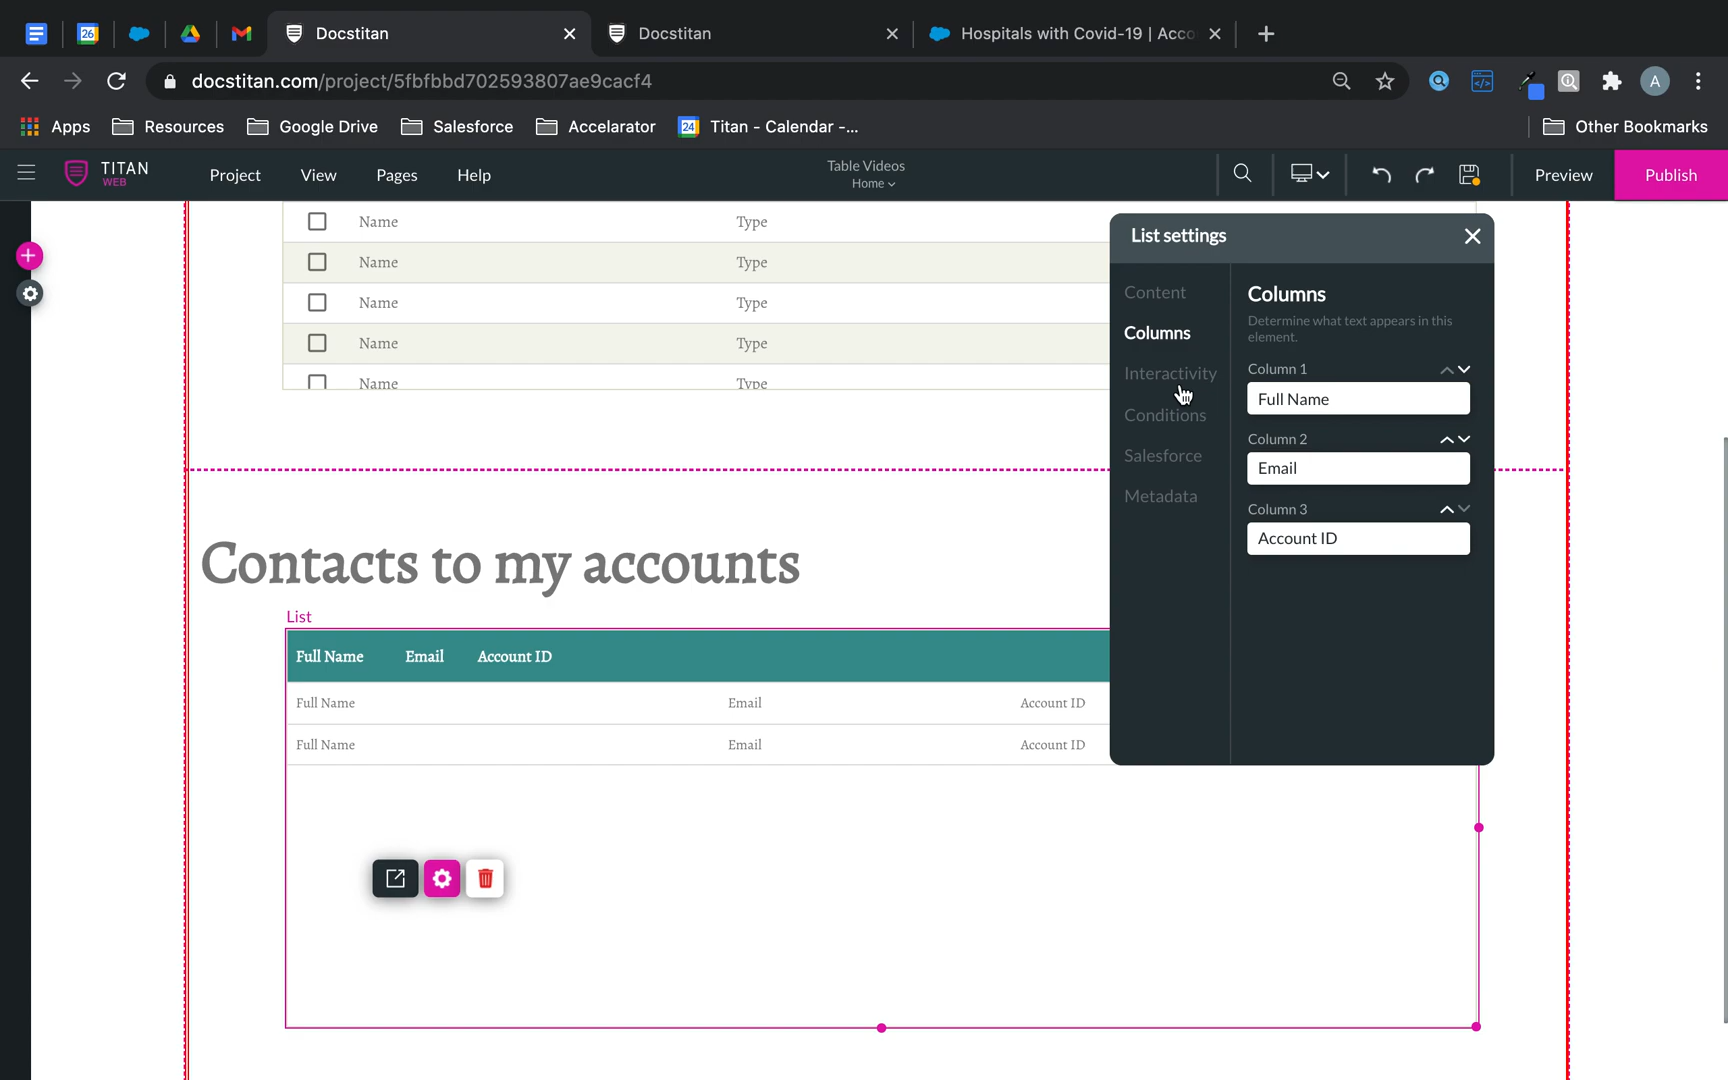 26
Docstitan
Docstitan
Hospitals with Covid-19 | Acco
docstitan.com/project/5fbfbbd702593807ae9cacf4
A
Apps
Resources
Google Drive
Salesforce
Accelarator
24
Titan - Calendar -...
Other Bookmarks
TITAN
WEB
Project
View
Pages
Help
Table Videos
Home
Preview
Publish
Name
Type
Name
Type
Name
Type
Name
Type
Name
Type
List settings
Content
Columns
Interactivity
Conditions
Salesforce
Metadata
Columns
Determine what text appears in this
element.
Column 1
Full Name
Column 2
Email
Column 3
Account ID
Contacts to my accounts
List
Full Name
Email
Account ID
Full Name
Email
Account ID
Full Name
Email
Account ID